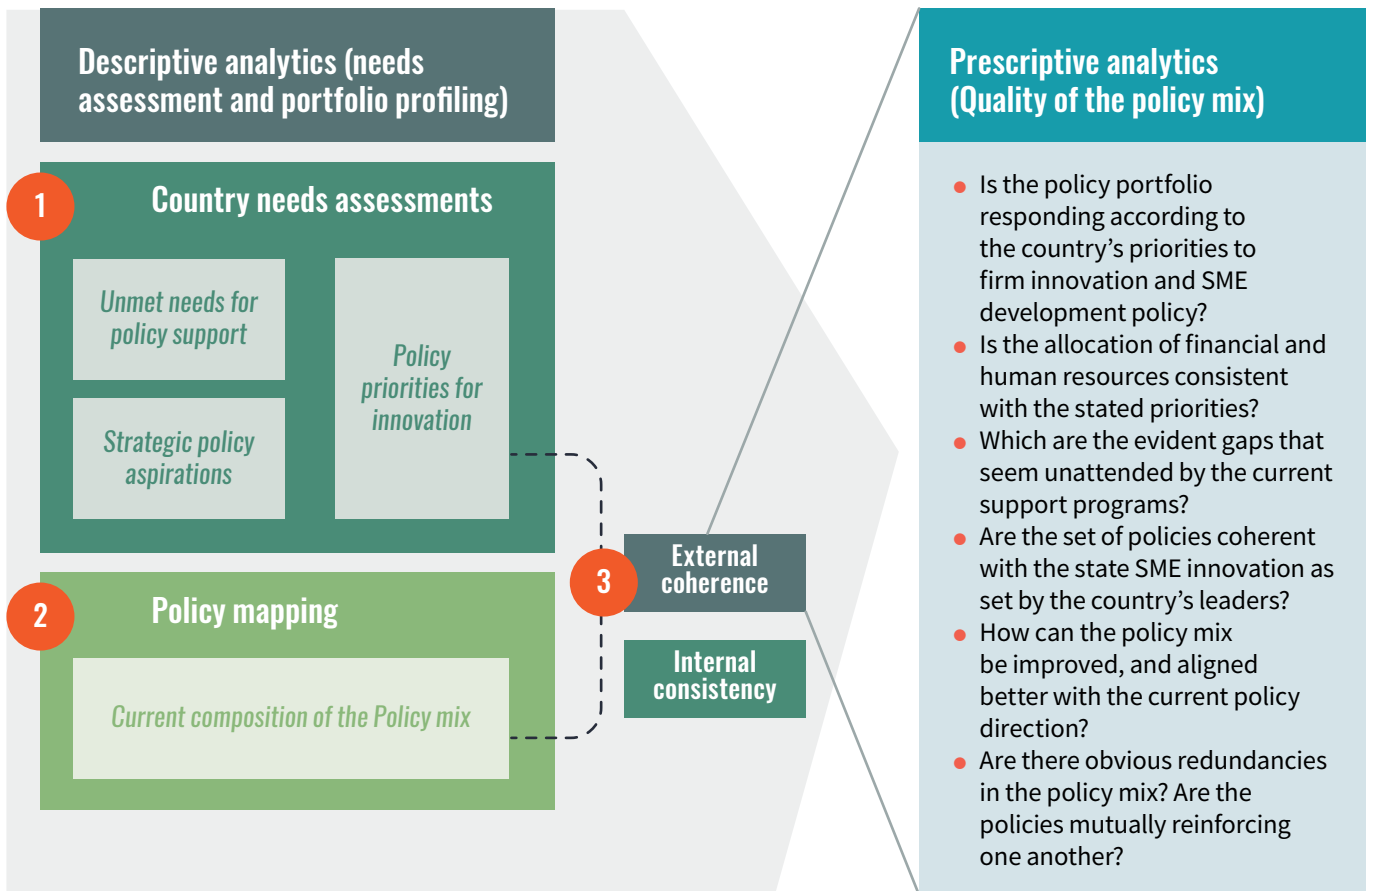 Descriptive analytics (needs
assessment and portfolio profiling)
1
Country needs assessments
Unmet needs for
policy support
Strategic policy
aspirations
Policy
priorities for
innovation
2
Policy mapping
Current composition of the Policy mix
3
External
coherence
Internal
consistency
Prescriptive analytics
(Quality of the policy mix)
● Is the policy portfolio
responding according to
the country’s priorities to
firm innovation and SME
development policy?
● Is the allocation of financial and
human resources consistent
with the stated priorities?
● Which are the evident gaps that
seem unattended by the current
support programs?
● Are the set of policies coherent
with the state SME innovation as
set by the country’s leaders?
● How can the policy mix
be improved, and aligned
better with the current policy
direction?
● Are there obvious redundancies
in the policy mix? Are the
policies mutually reinforcing
one another?